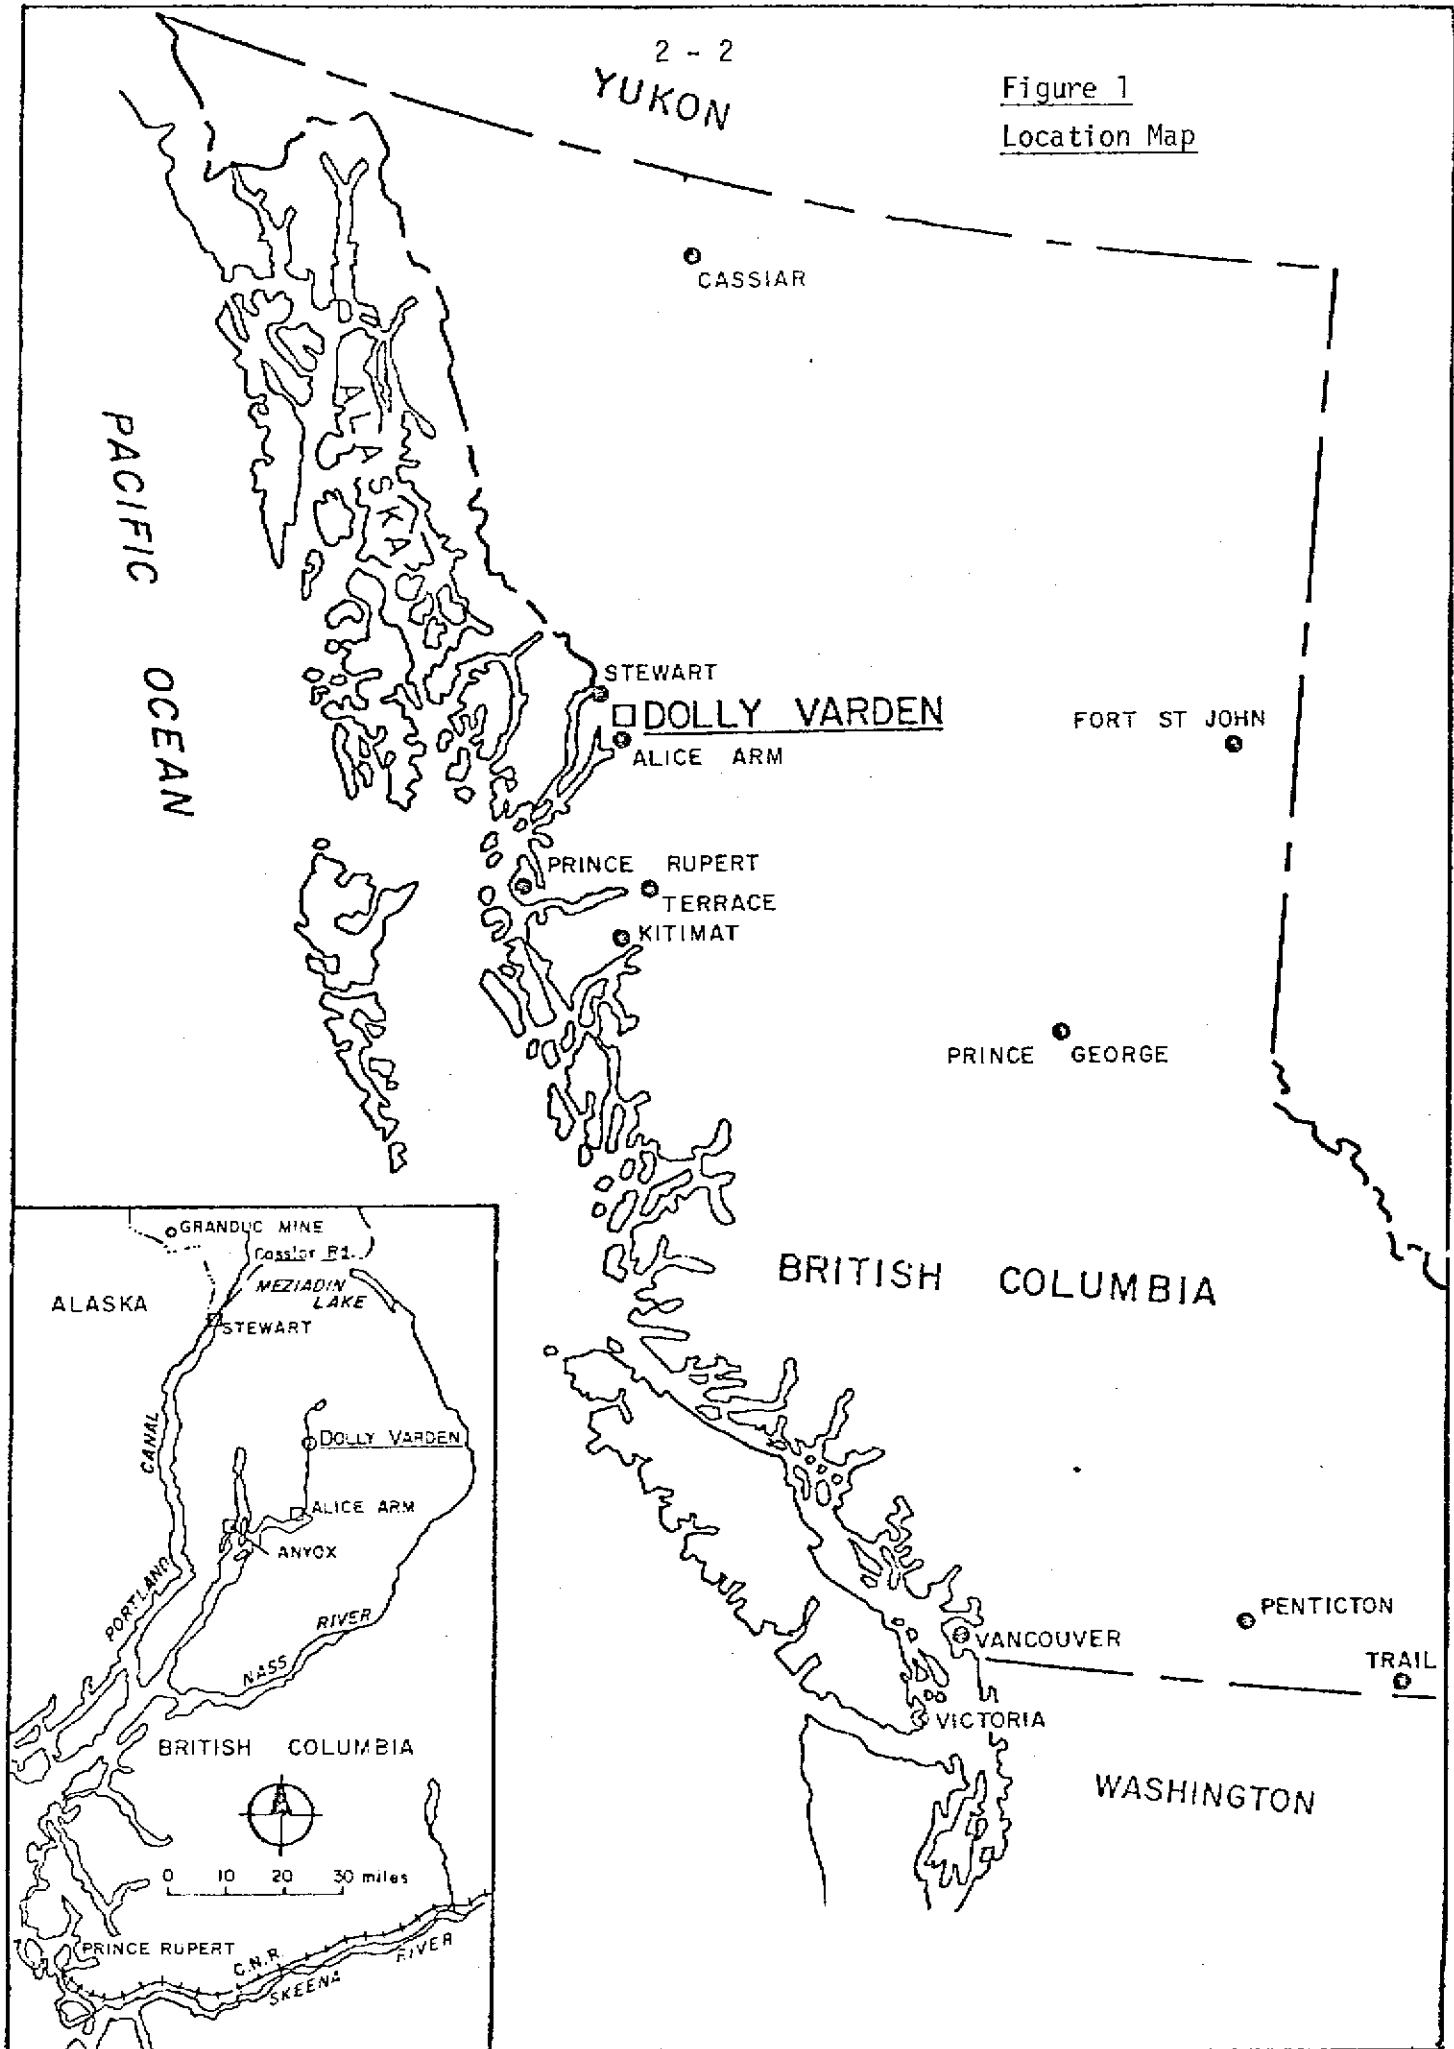 2 - 2
YUKON
Figure 1
Location Map
CASSIAR
ALASKA
PACIFIC OCEAN
STEWART
DOLLY VARDEN
ALICE ARM
FORT ST JOHN
PRINCE RUPERT
TERRACE
KITIMAT
PRINCE GEORGE
BRITISH COLUMBIA
PENTICTON
VANCOUVER
TRAIL
VICTORIA
WASHINGTON
GRANDUC MINE
Cassiar Rd.
MEZIADIN
LAKE
ALASKA
STEWART
CANAL
DOLLY VARDEN
ALICE ARM
ANYOX
PORTLAND
RIVER
NASS
BRITISH COLUMBIA
0 10 20 30 miles
PRINCE RUPERT
C.N.R.
SKEENA RIVER